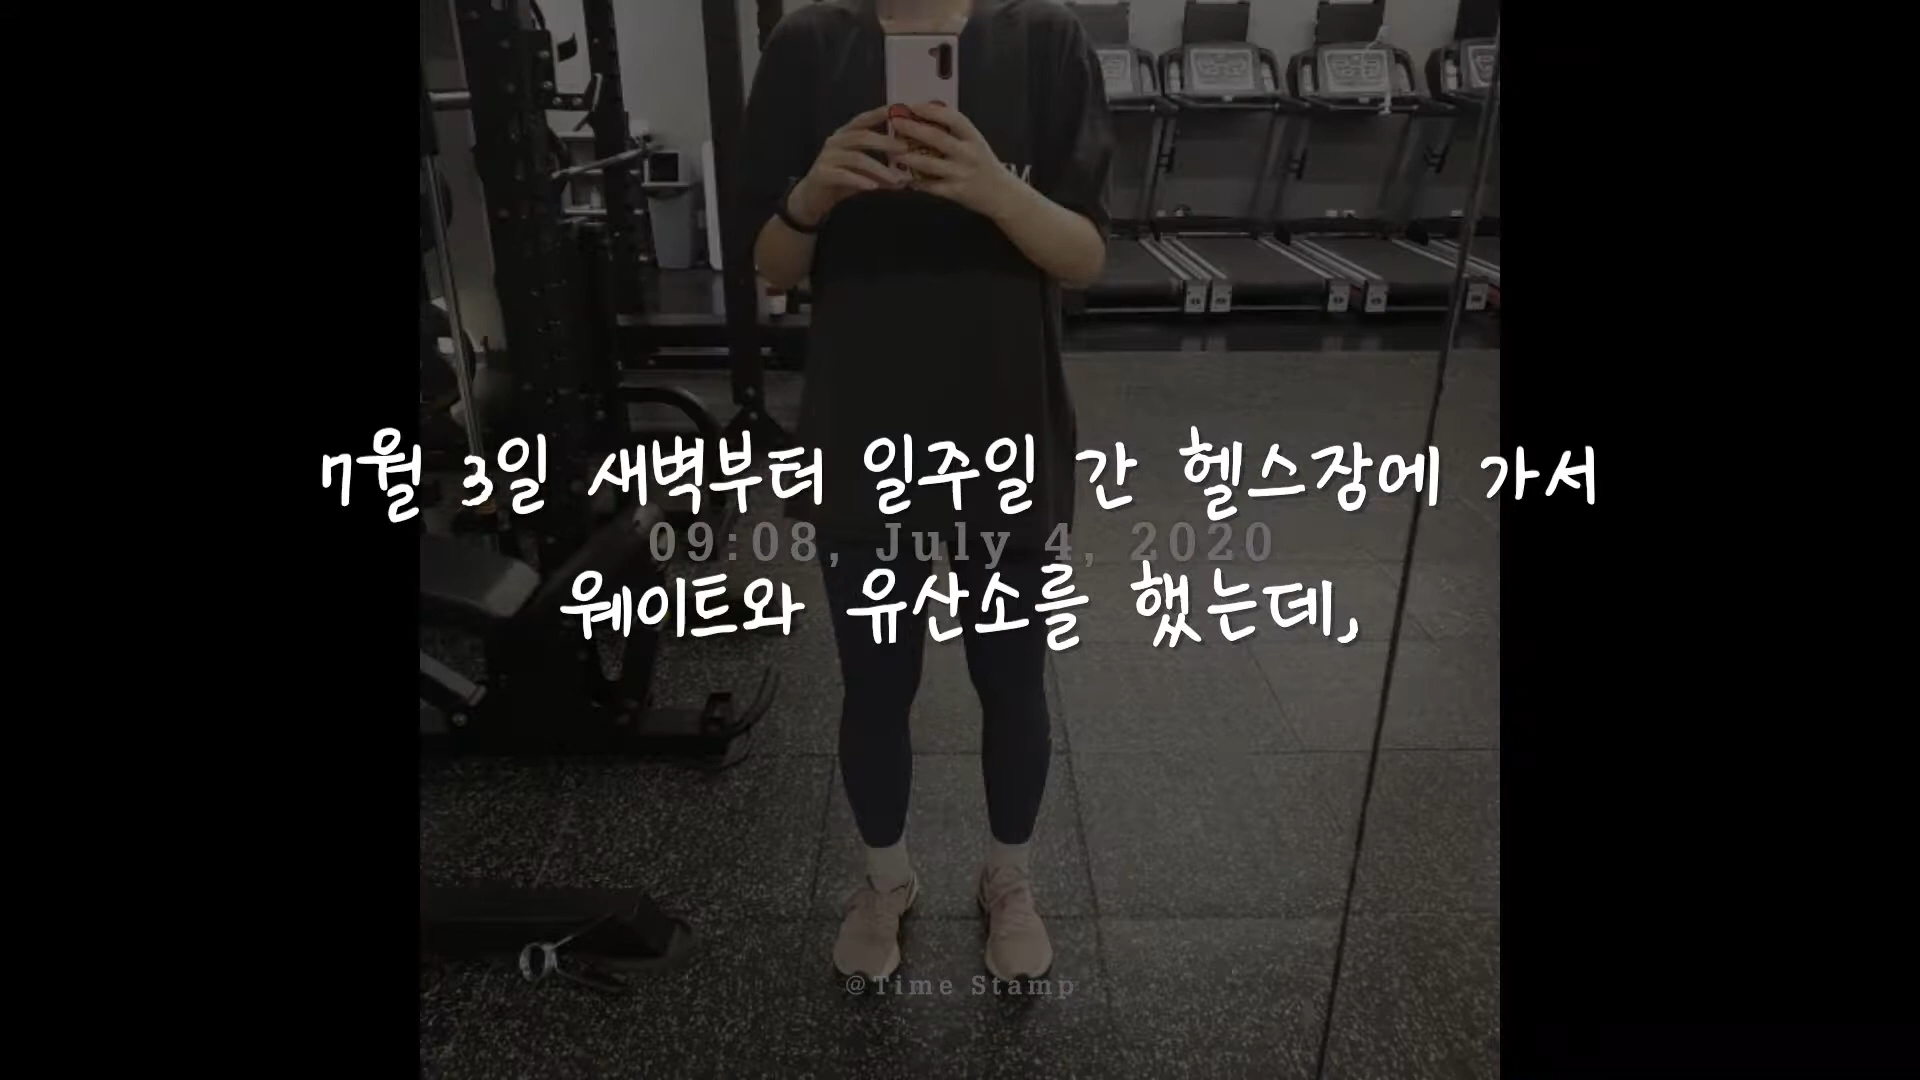 7월 3일 새벽부터 일주일 간 헬스장에 가서
09:08, July 4, 2020
웨이트와 유산소를 했는데,
@Time Stamp